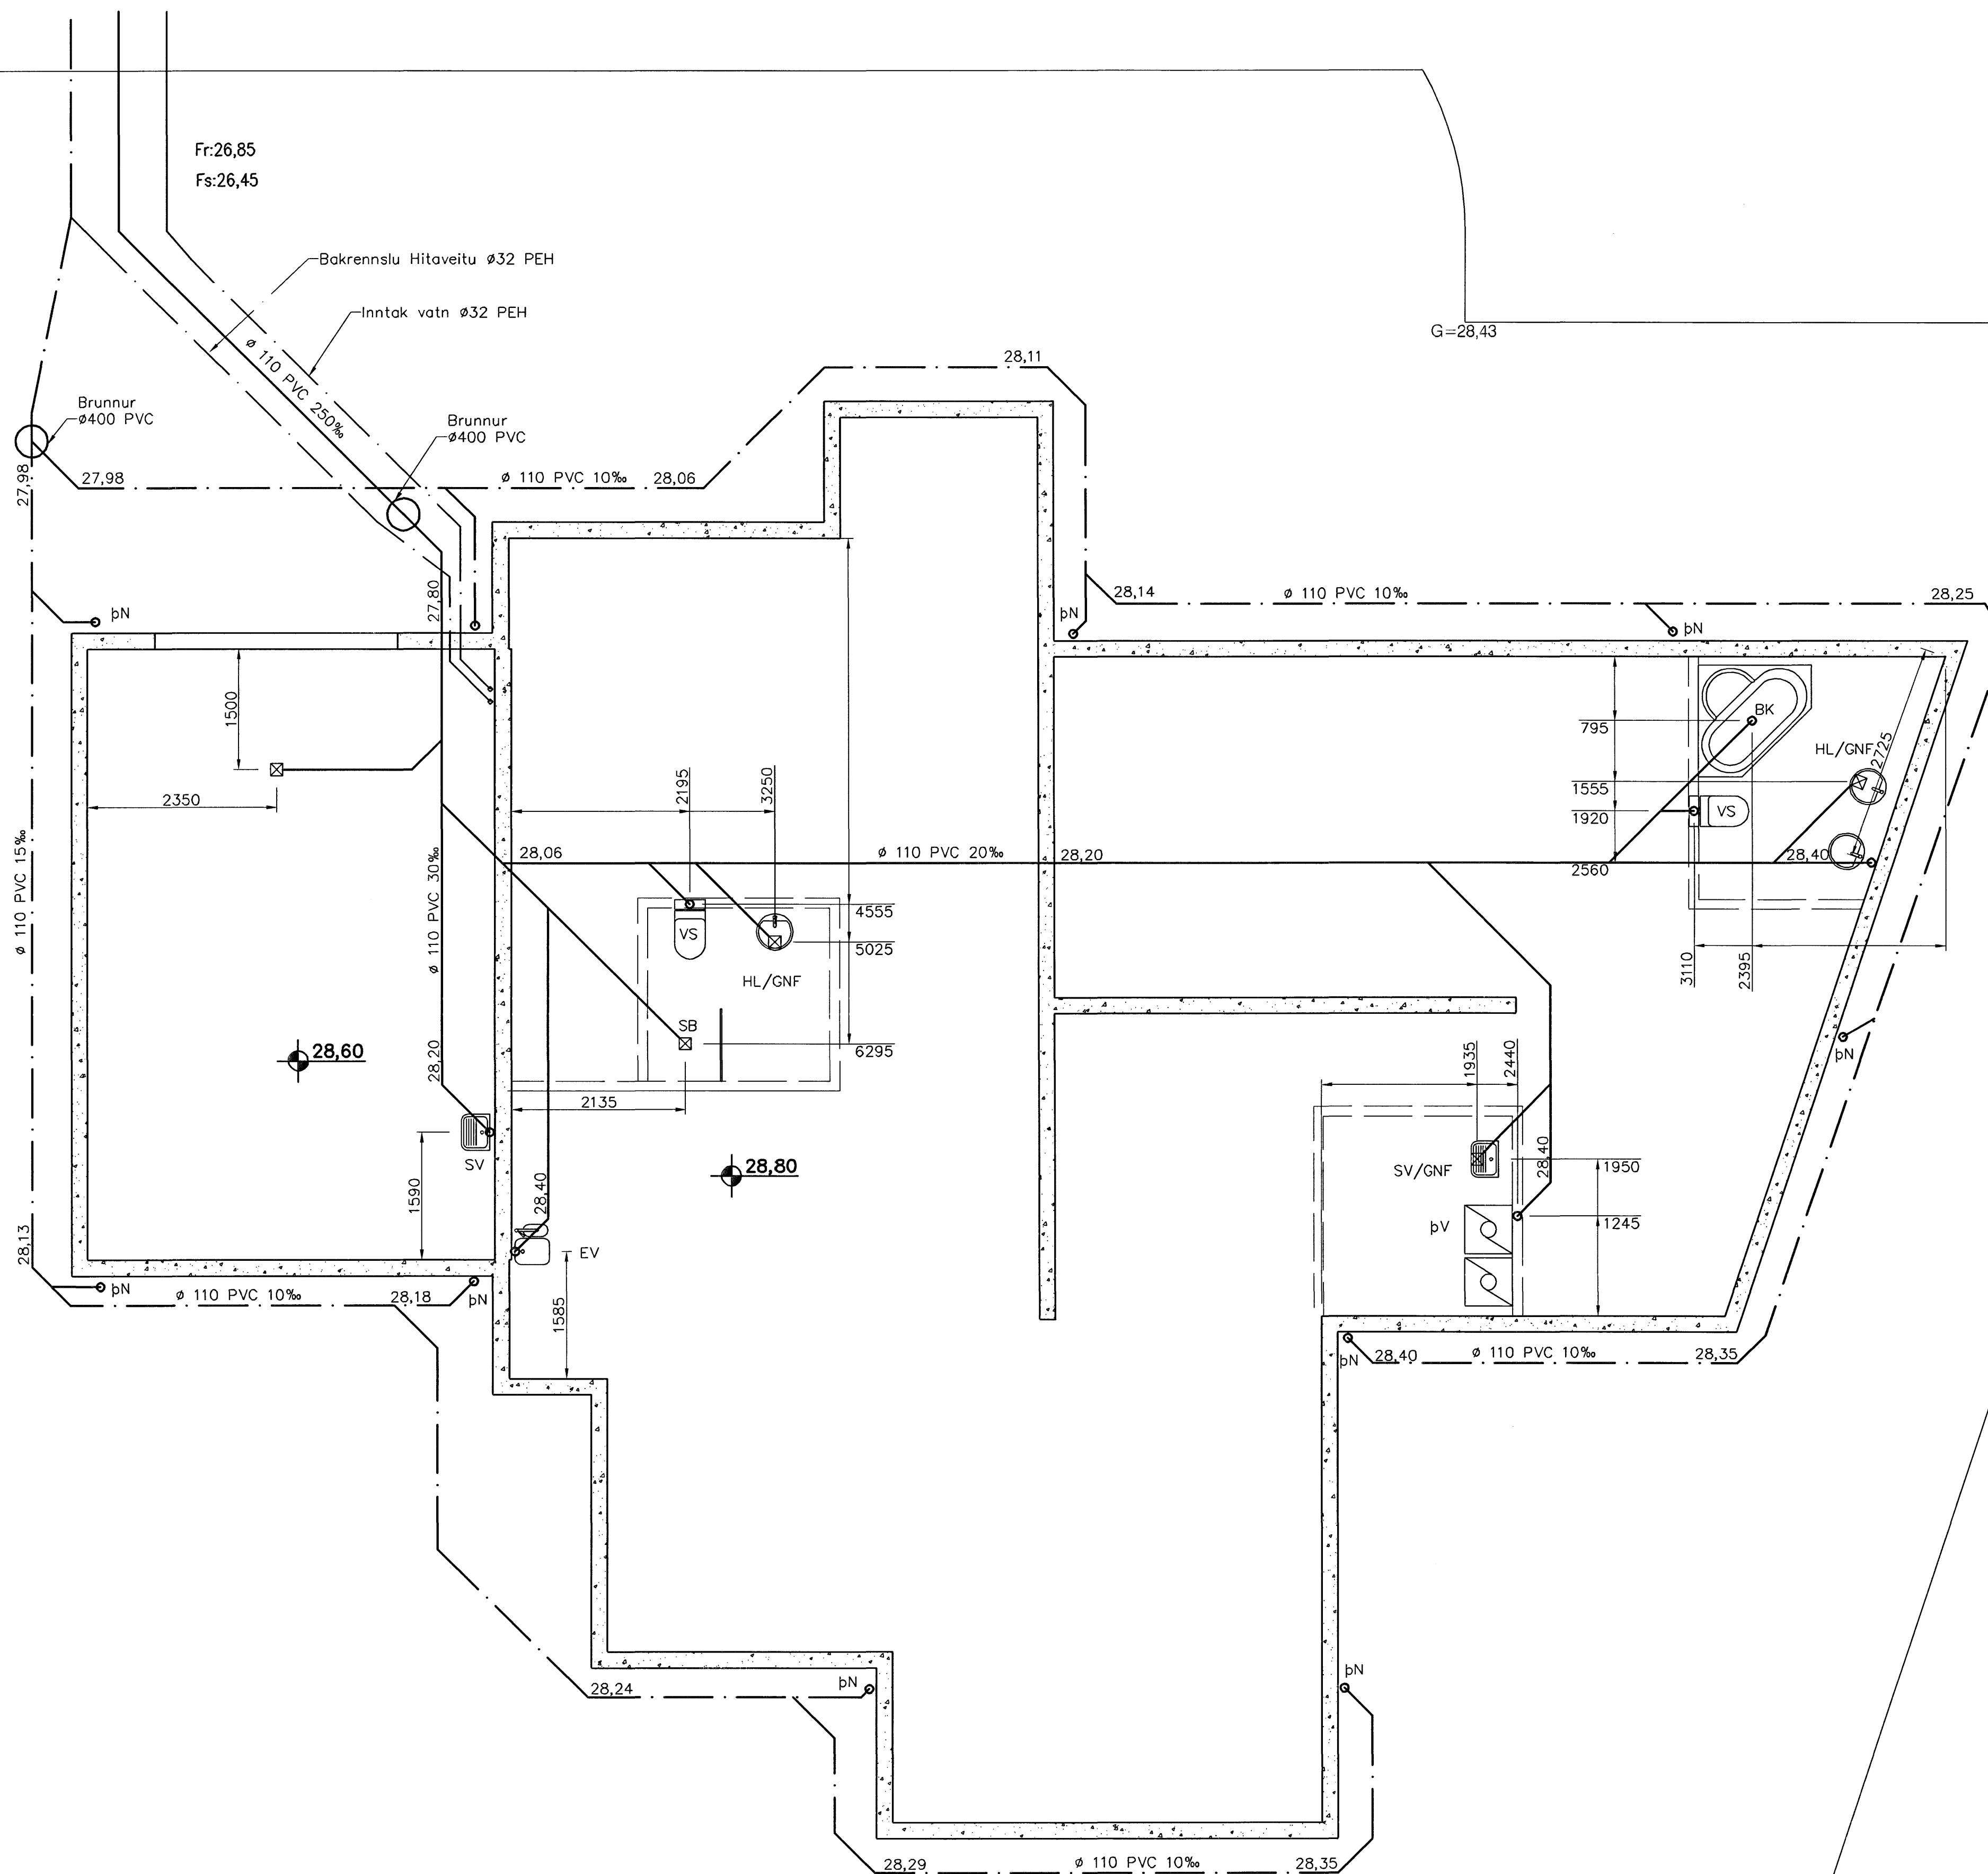 Fr:26,85
Fs:26,45
Bakrennslu Hitaveitu ø32 PEH
Inntak vatn ø32 PEH
ø 110 PVC 250‰
G=28,43
28,11
Brunnur
ø400 PVC
Brunnur
ø400 PVC
27,98
27,98
ø 110 PVC 10‰
28,06
27,80
þN
þN
28,14
ø 110 PVC 10‰
28,25
þN
1500
2350
2195
3250
795
BK
HL/GNF
2725
1555
1920
VS
28,06
ø 110 PVC 20‰
28,20
2560
28,40
ø 110 PVC 15‰
ø 110 PVC 30‰
4555
VS
5025
HL/GNF
3110
2395
SB
6295
28,60
28,20
1935
2440
þN
2135
SV
1590
28,80
28,40
SV/GNF
28,40
1950
þV
1245
EV
28,13
þN
ø 110 PVC 10‰
28,18
þN
1585
þN
28,40
ø 110 PVC 10‰
28,35
28,24
þN
þN
28,29
ø 110 PVC 10‰
28,35